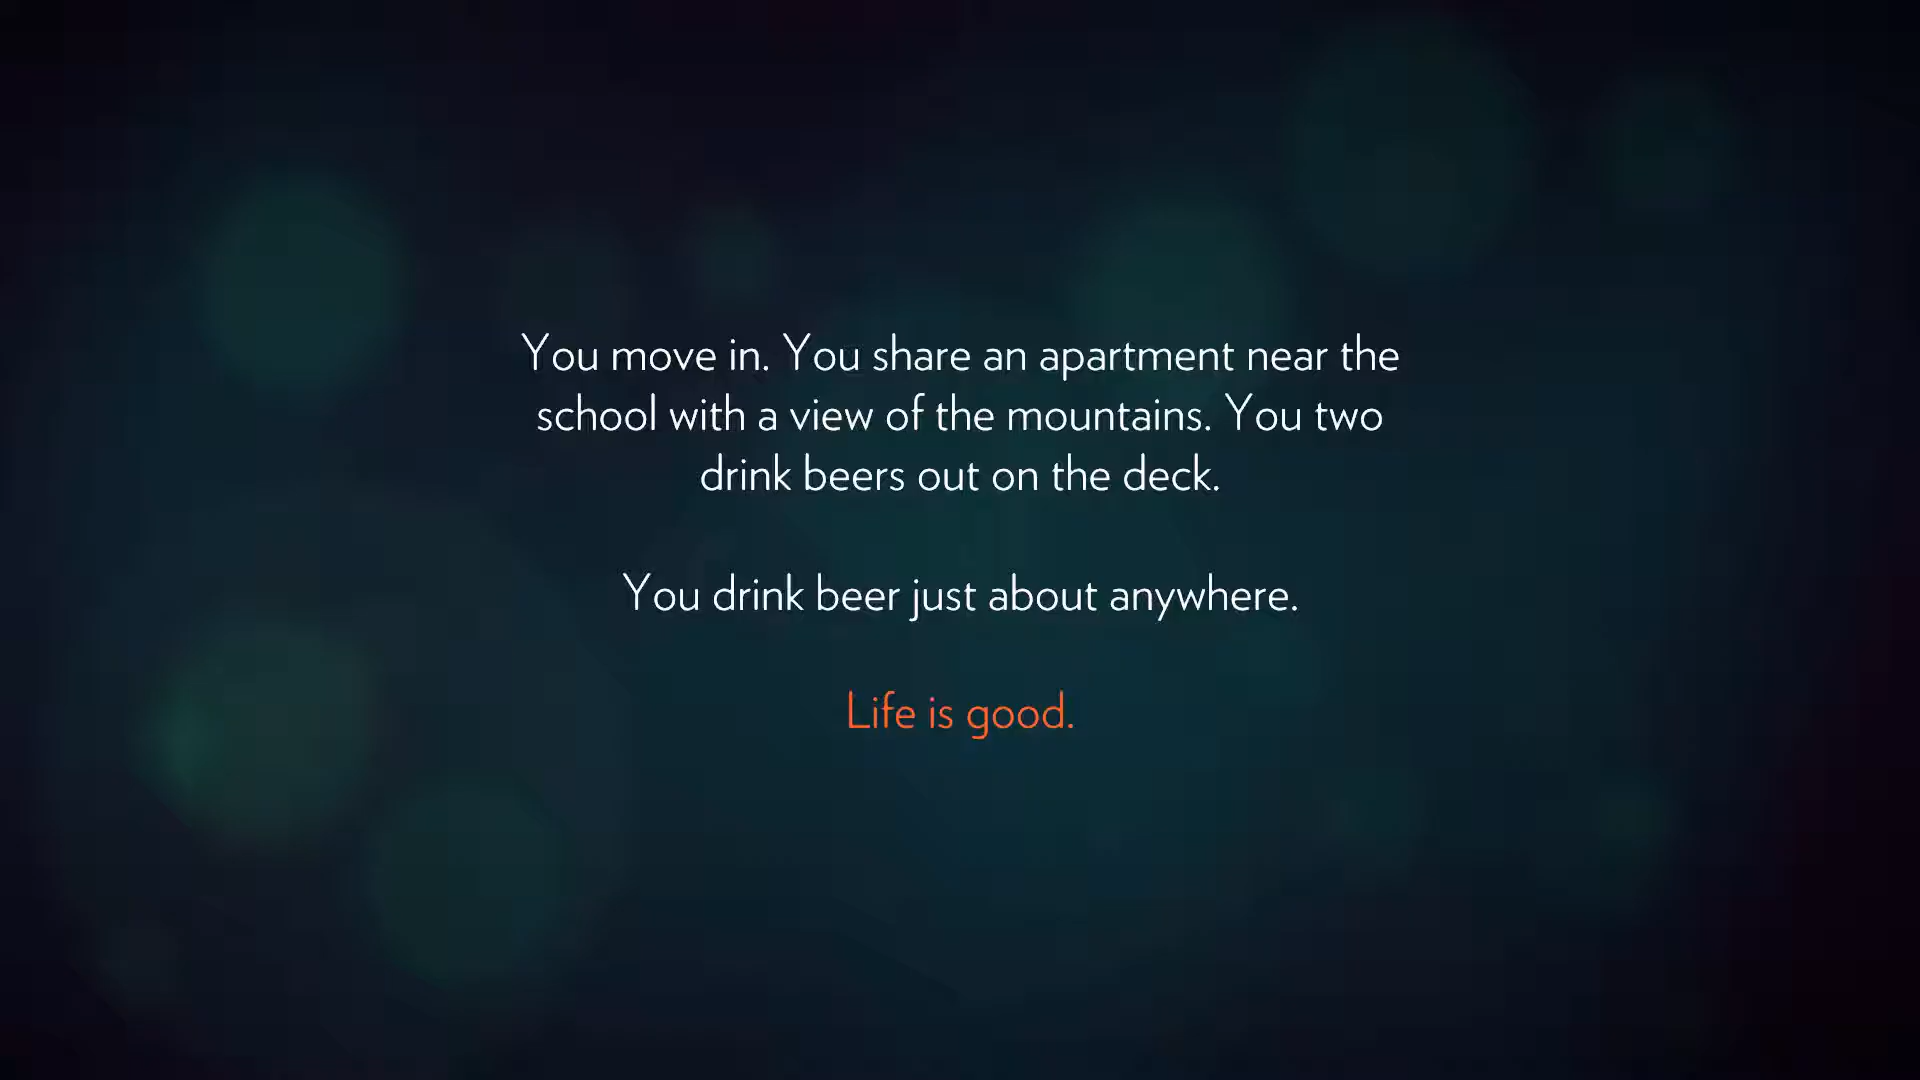 You move in. You share an apartment near the
school with a view of the mountains. You two
drink beers out on the deck.
You drink beer just about anywhere.
Life is good.